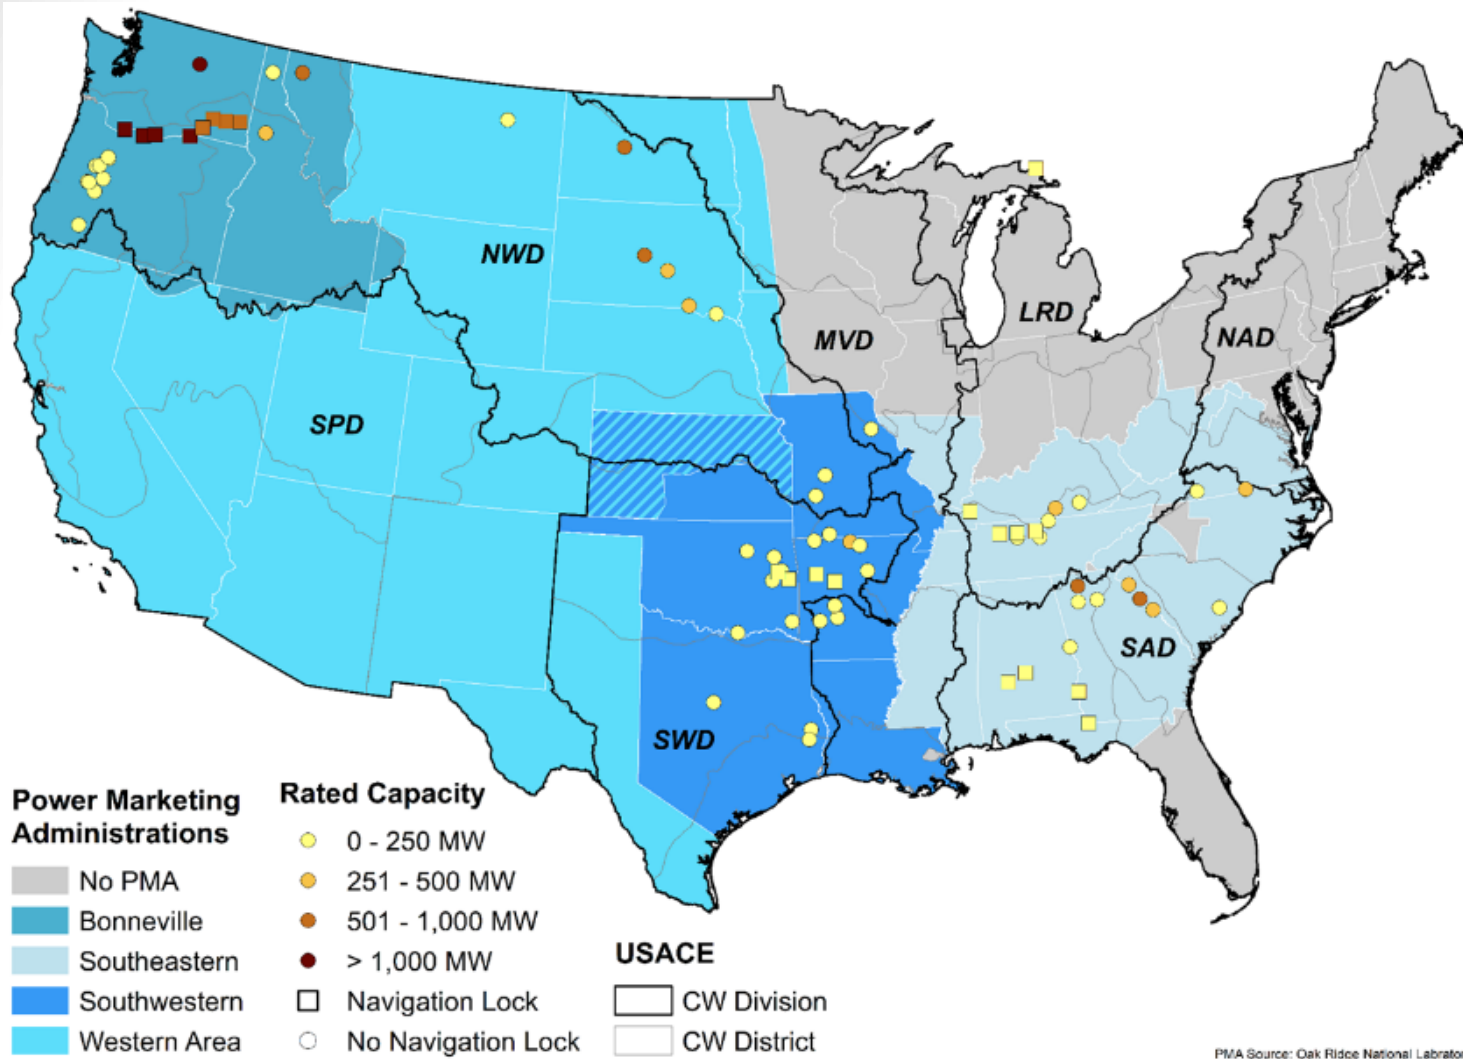 NWD
LRD
MVD
NAD
SPD
SAD
SWD
Power Marketing
Administrations
No PMA
Bonneville
Southeastern
Southwestern
Western Area
Rated Capacity
0 - 250 MW
251 - 500 MW
501 - 1,000 MW
> 1,000 MW
Navigation Lock
No Navigation Lock
USACE
CW Division
CW District
PMA Source: Oak Ridge National Labrator